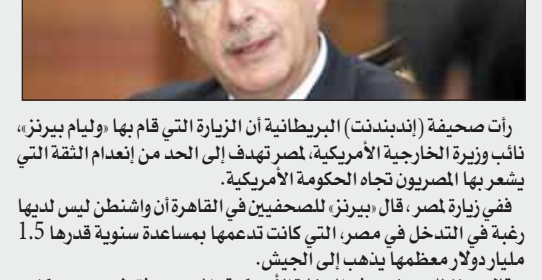 رأت صحيفة (إندبندنت) البريطانية أن الزيارة التي قام بها «وليام بيرنز»،
نائب وزيرة الخارجية الأمريكية، لمصر تهدف إلى الحد من إنعدام الثقة التي
يشعر بها المصريون تجاه الحكومة الأمريكية.
ففي زيارة لمصر، قال «بيرنز» للصحفيين في القاهرة أن واشنطن ليس لديها
رغبة في التدخل في مصر، التي كانت تدعمها بمساعدة سنوية قدرها 1.5
مليار دولار معظمها يذهب إلى الجيش.